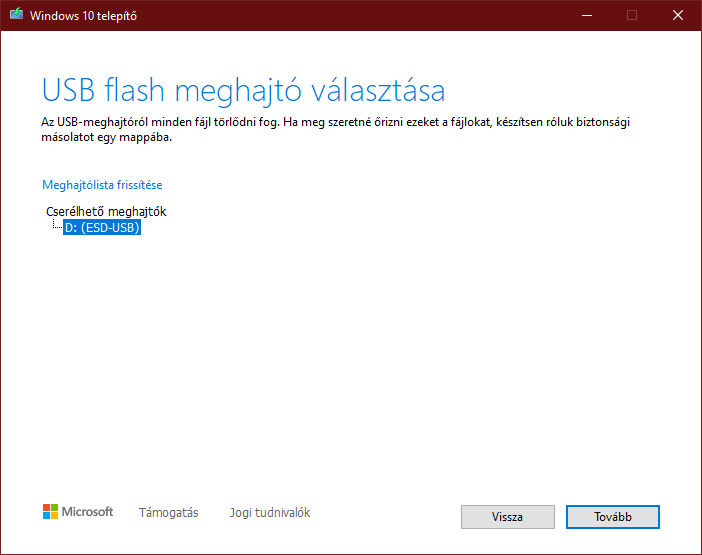 Windows 10 telepítő
USB flash meghajtó választása
Az USB-meghajtóról minden fájl törlődni fog. Ha meg szeretné őrizni ezeket a fájlokat, készítsen róluk biztonsági
másolatot egy mappába.
Meghajtólista frissítése
Cserélhető meghajtók
D: (ESD-USB)
Microsoft Támogatás Jogi tudnivalók Vissza Tovább